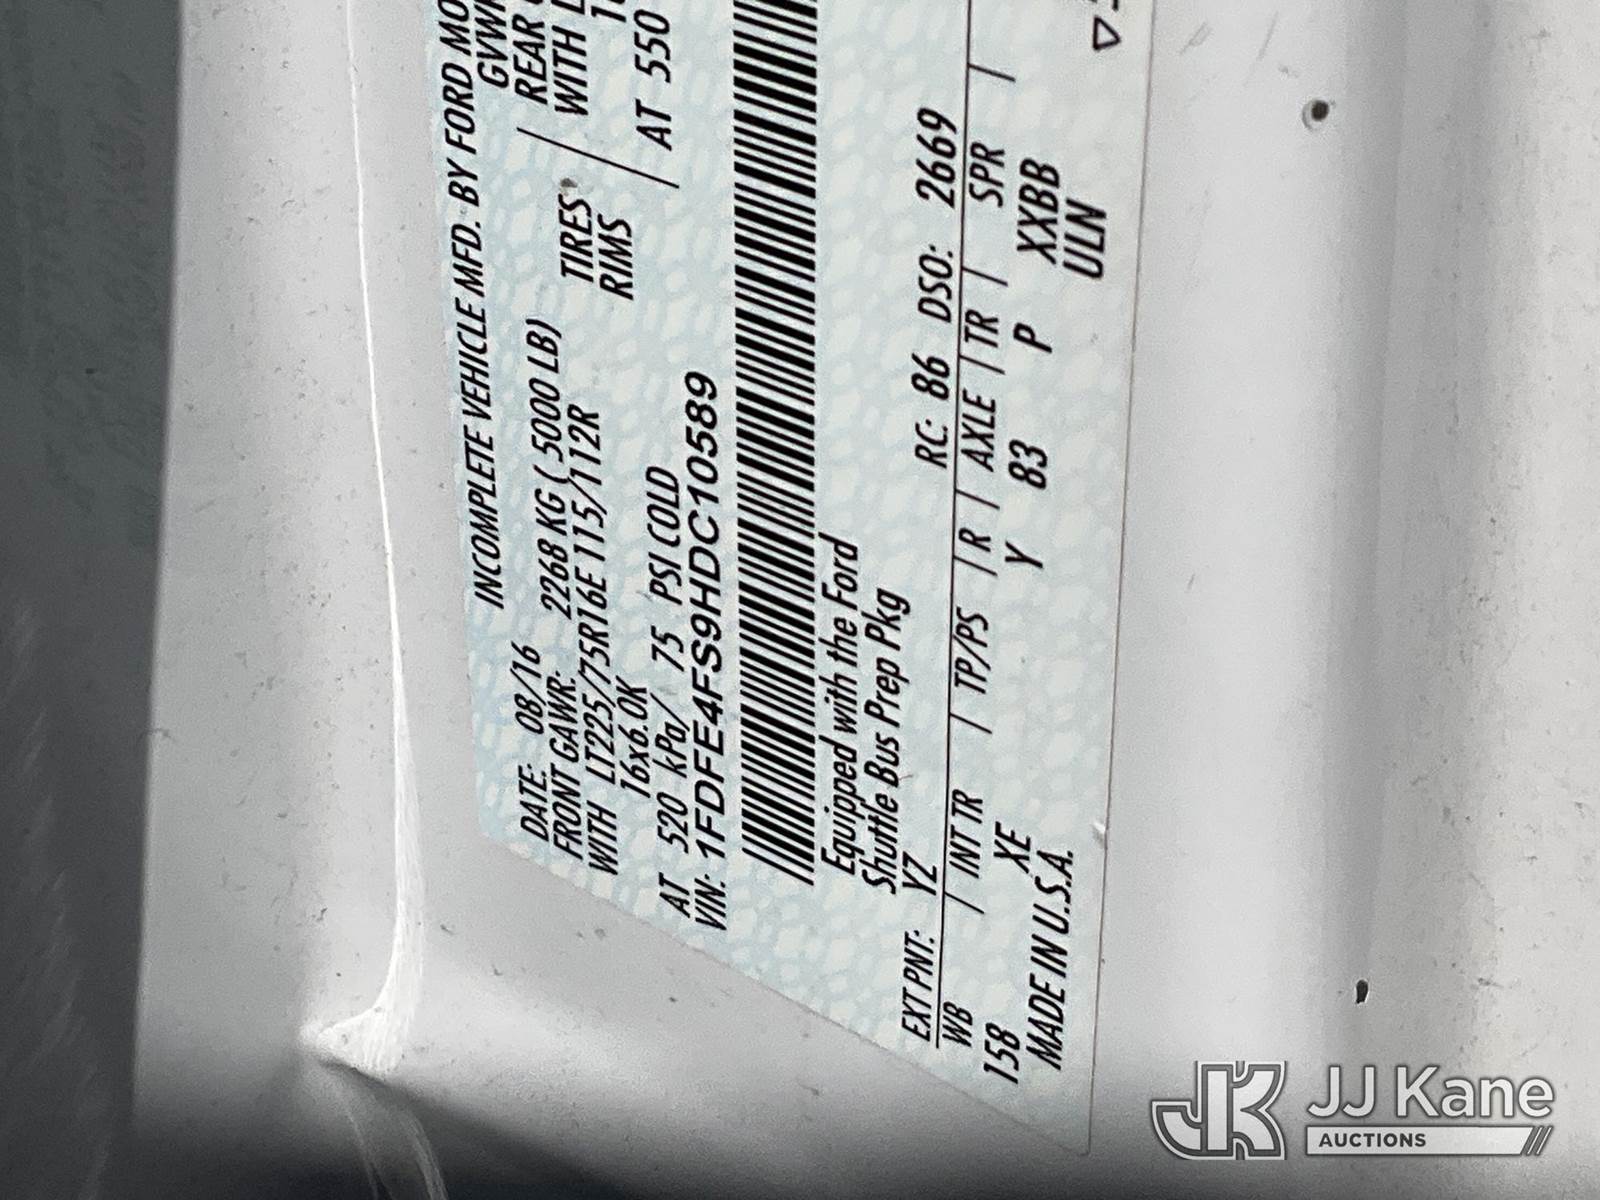 INCOMPLETE VEHICLE MFD. BY FORD MO
DATE: 08/16 GVWR
FRONT GAWR: 2268 KG ( 5000 LB) REAR
WITH LT225/75R16E 115/112R TIRES WITH
16x6.0K RIMS
AT 520 kPa/ 75 PSI COLD AT 550
VIN: 1FDFE4FS9HDC10589
Equipped with the Ford
Shuttle Bus Prep Pkg
EXT PNT: YZ RC: 86 DSO: 2669
WB / INT TR / TP/PS / R / AXLE / TR / SPR /
158 XE Y 83 P XXBB
MADE IN U.S.A. ULN
JK JJ Kane
AUCTIONS